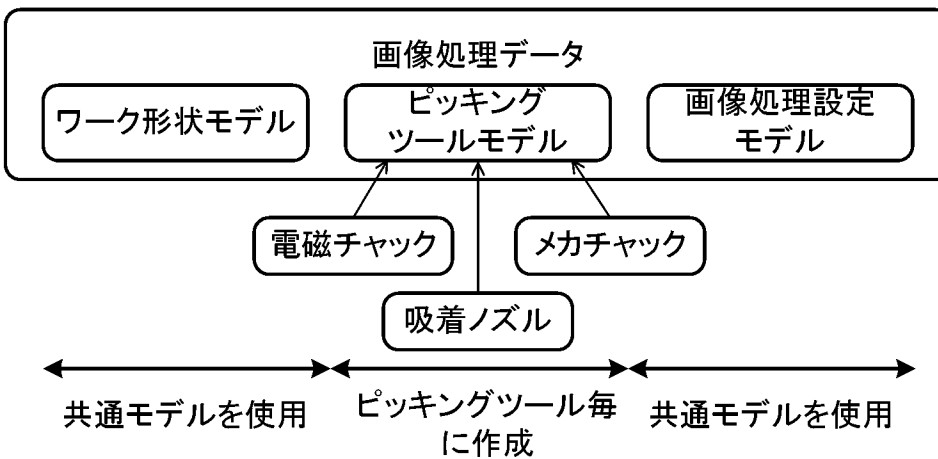 画像処理データ
ワーク形状モデル
ピッキング
ツールモデル
画像処理設定
モデル
電磁チャック
メカチャック
吸着ノズル
共通モデルを使用
ピッキングツール毎
に作成
共通モデルを使用